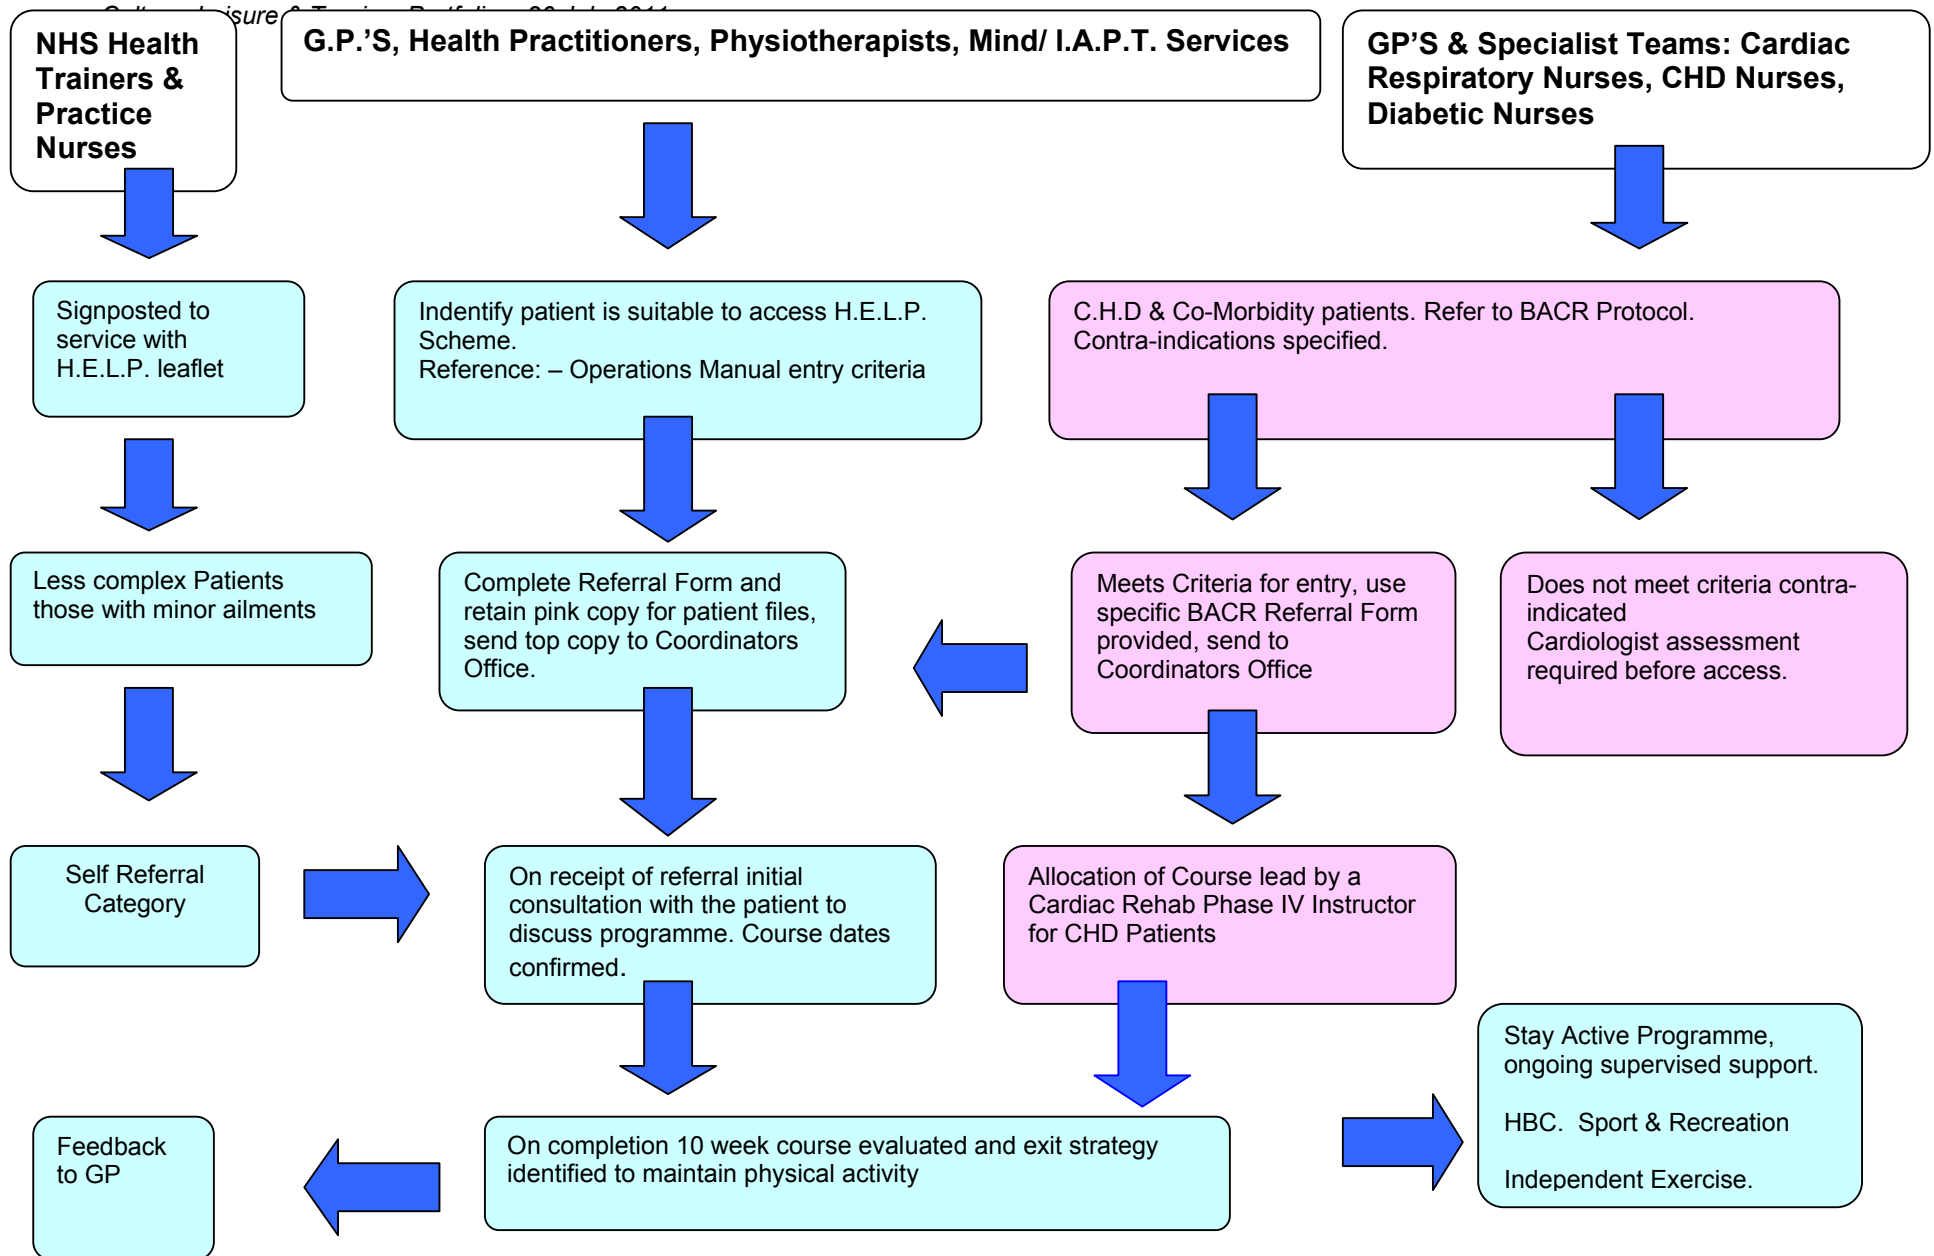 NHS Health
Trainers &
Practice
Nurses
G.P.'S, Health Practitioners, Physiotherapists, Mind/ I.A.P.T. Services
GP'S & Specialist Teams: Cardiac
Respiratory Nurses, CHD Nurses,
Diabetic Nurses
Signposted to
service with
H.E.L.P. leaflet
Indentify patient is suitable to access H.E.L.P.
Scheme.
Reference: – Operations Manual entry criteria
C.H.D & Co-Morbidity patients. Refer to BACR Protocol.
Contra-indications specified.
Less complex Patients
those with minor ailments
Complete Referral Form and
retain pink copy for patient files,
send top copy to Coordinators
Office.
Meets Criteria for entry, use
specific BACR Referral Form
provided, send to
Coordinators Office
Does not meet criteria contra-
indicated
Cardiologist assessment
required before access.
Self Referral
Category
On receipt of referral initial
consultation with the patient to
discuss programme. Course dates
confirmed.
Allocation of Course lead by a
Cardiac Rehab Phase IV Instructor
for CHD Patients
Stay Active Programme,
ongoing supervised support.
HBC.  Sport & Recreation
Independent Exercise.
Feedback
to GP
On completion 10 week course evaluated and exit strategy
identified to maintain physical activity